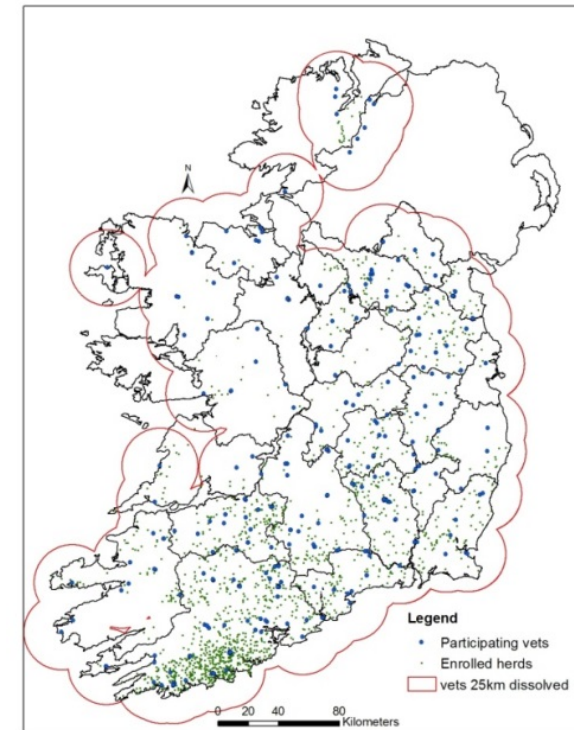 N
Legend
Participating vets
Enrolled herds
vets 25km dissolved
0 20 40 80
Kilometers